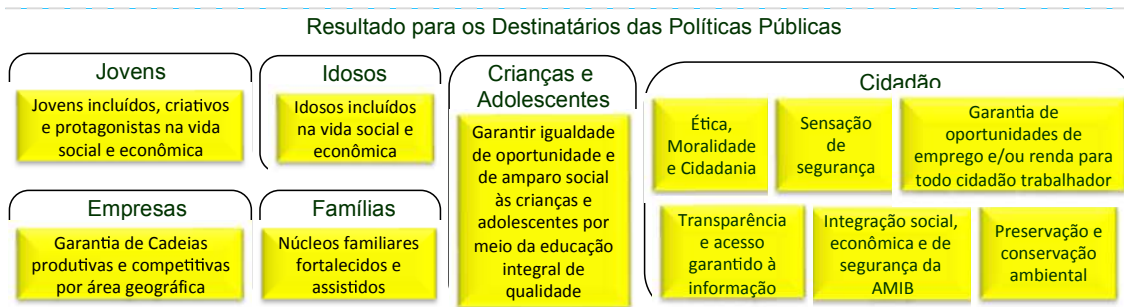 Resultado para os Destinatários das Políticas Públicas
Jovens
Jovens incluídos, criativos
e protagonistas na vida
social e econômica
Idosos
Idosos incluídos
na vida social e
econômica
Crianças e
Adolescentes
Garantir igualdade
de oportunidade e
de amparo social
às crianças e
adolescentes por
meio da educação
integral de
qualidade
Cidadão
Ética,
Moralidade
e Cidadania
Sensação
de
segurança
Garantia de
oportunidades de
emprego e/ou renda para
todo cidadão trabalhador
Empresas
Garantia de Cadeias
produtivas e competitivas
por área geográfica
Famílias
Núcleos familiares
fortalecidos e
assistidos
Transparência
e acesso
garantido à
informação
Integração social,
econômica e de
segurança da
AMIB
Preservação e
conservação
ambiental